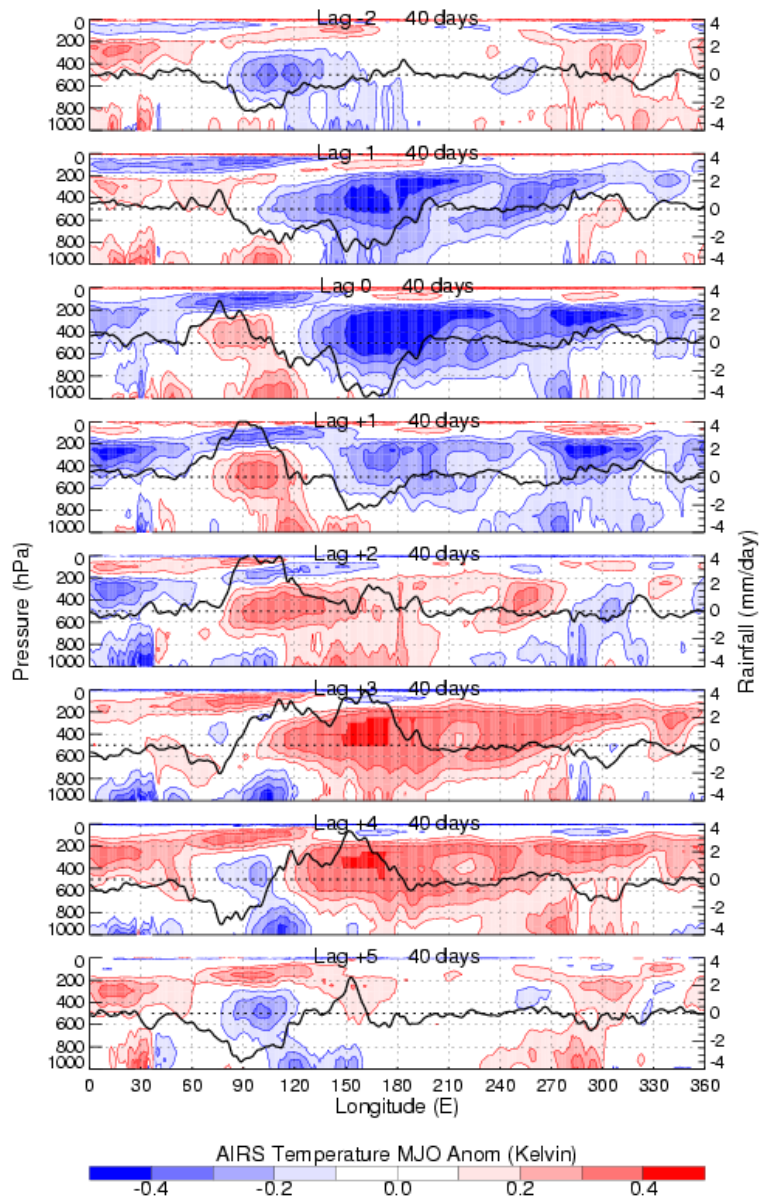 Lag -2 40 days
0 200 400 600 800 1000
4 2 0 -2 -4
Lag -1 40 days
0 200 400 600 800 1000
4 2 0 -2 -4
Lag 0 40 days
0 200 400 600 800 1000
4 2 0 -2 -4
Lag +1 40 days
0 200 400 600 800 1000
4 2 0 -2 -4
Lag +2 40 days
0 200 400 600 800 1000
4 2 0 -2 -4
Pressure (hPa)
Rainfall (mm/day)
Lag +3 40 days
0 200 400 600 800 1000
4 2 0 -2 -4
Lag +4 40 days
0 200 400 600 800 1000
4 2 0 -2 -4
Lag +5 40 days
0 200 400 600 800 1000
4 2 0 -2 -4
0 30 60 90 120 150 180 210 240 270 300 330 360
Longitude (E)
AIRS Temperature MJO Anom (Kelvin)
-0.4 -0.2 0.0 0.2 0.4